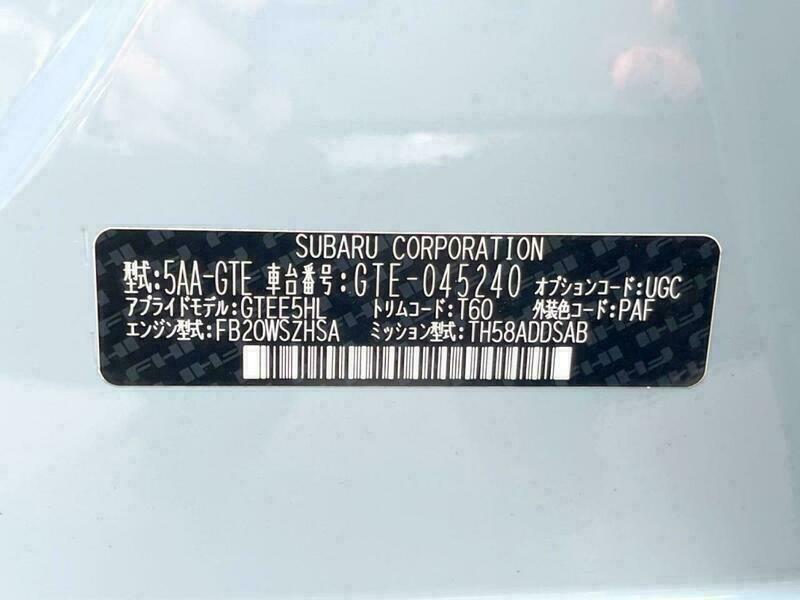 SUBARU CORPORATION
型式:5AA-GTE 車台番号:GTE-045240 オプションコード:UGC
アプライドモデル:GTEE5HL トリムコード:T60 外装色コード:PAF
エンジン型式:FB20WSZHSA ミッション型式:TH58ADDSAB